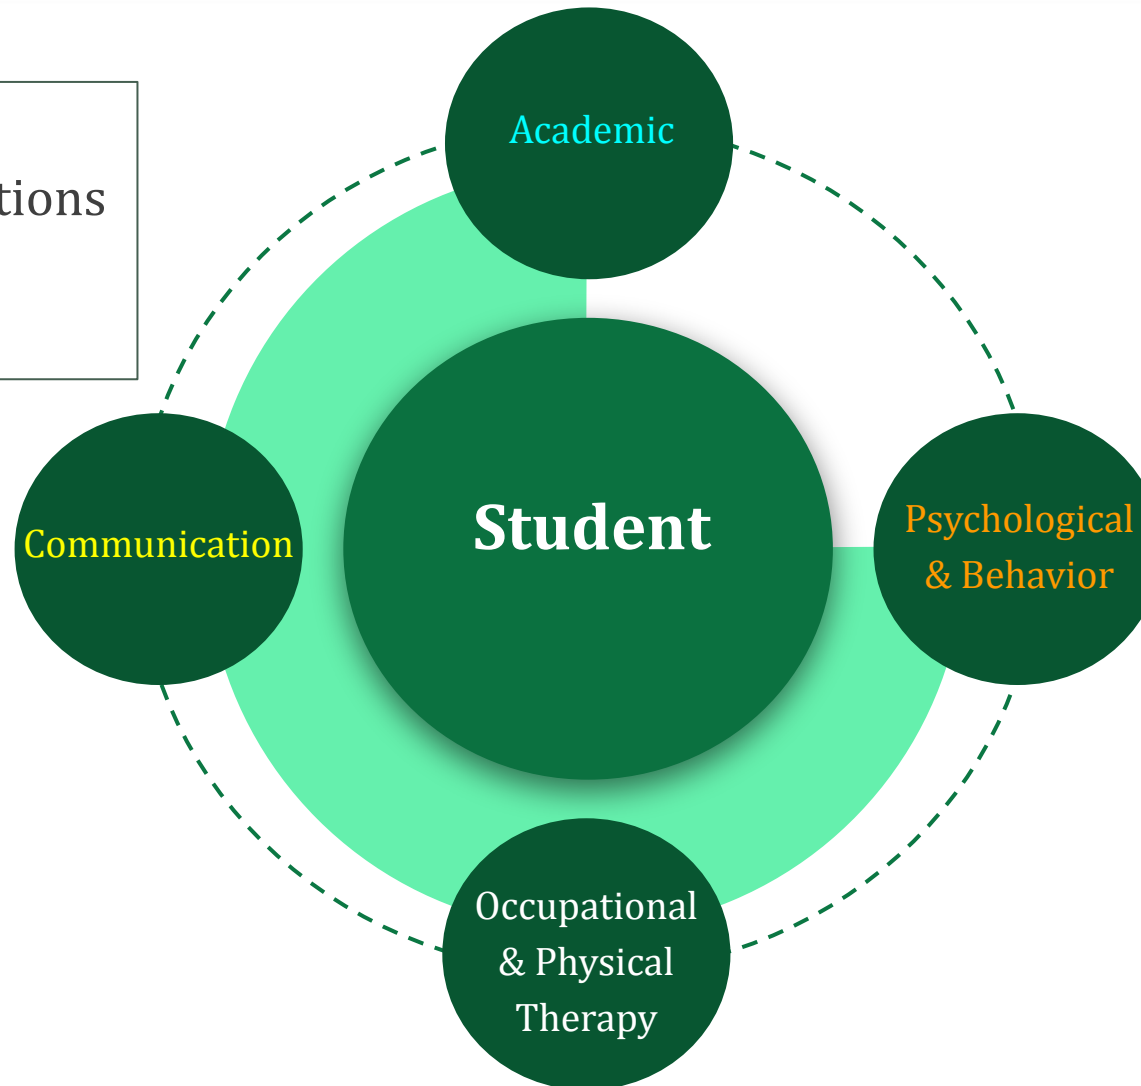 Academic
tions
Student
Psychological
& Behavior
Communication
Occupational
& Physical
Therapy